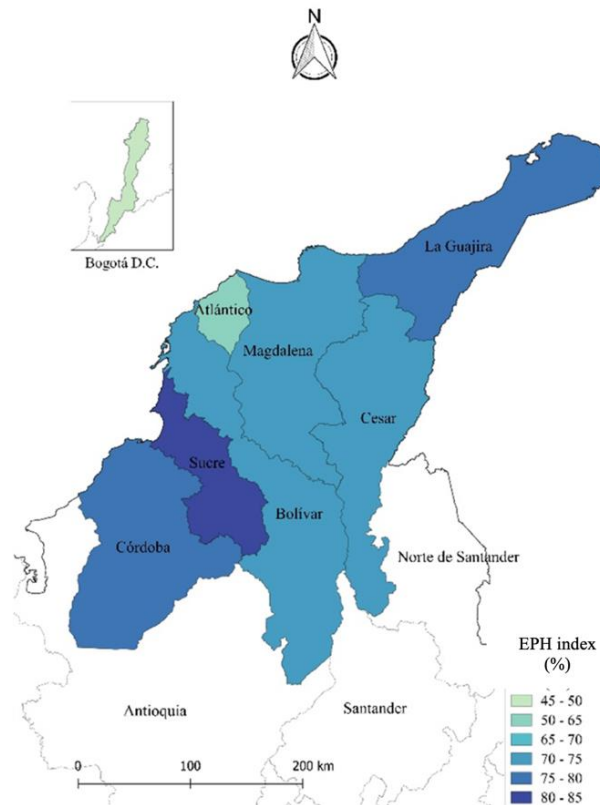 N
Bogotá D.C.
La Guajira
Atlántico
Magdalena
Cesar
Sucre
Bolívar
Córdoba
Norte de Santander
EPH index
(%)
45 - 50
50 - 65
65 - 70
70 - 75
75 - 80
80 - 85
Antioquia
Santander
0 100 200 km